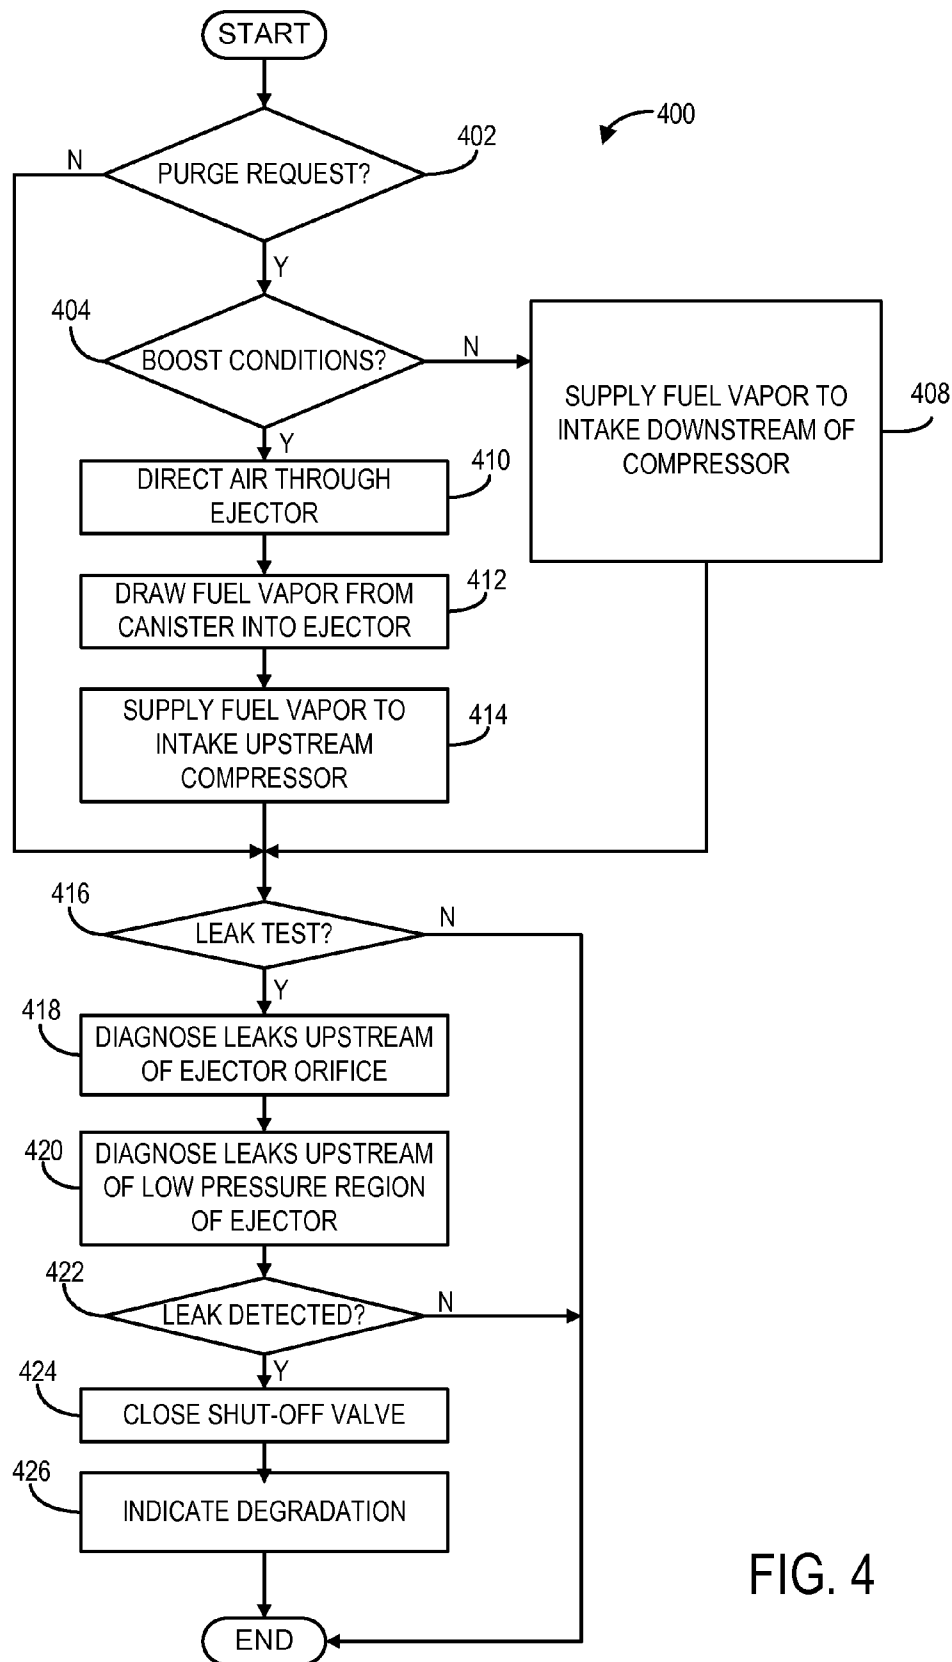 START
400
402
N
PURGE REQUEST?
Y
404
BOOST CONDITIONS?
N
Y
SUPPLY FUEL VAPOR TO
INTAKE DOWNSTREAM OF
COMPRESSOR
408
DIRECT AIR THROUGH
EJECTOR
410
DRAW FUEL VAPOR FROM
CANISTER INTO EJECTOR
412
SUPPLY FUEL VAPOR TO
INTAKE UPSTREAM
COMPRESSOR
414
416
LEAK TEST?
N
Y
418
DIAGNOSE LEAKS UPSTREAM
OF EJECTOR ORIFICE
420
DIAGNOSE LEAKS UPSTREAM
OF LOW PRESSURE REGION
OF EJECTOR
422
LEAK DETECTED?
N
Y
424
CLOSE SHUT-OFF VALVE
426
INDICATE DEGRADATION
FIG. 4
END